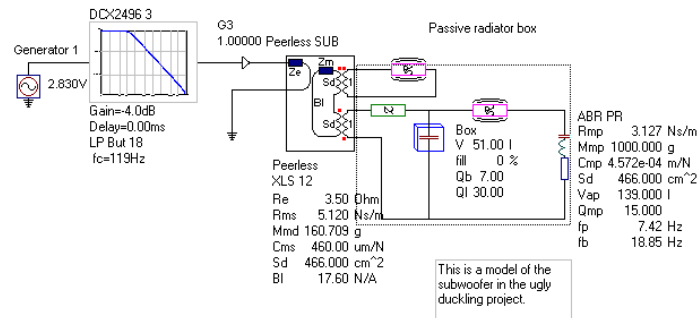 DCX2496 3
Generator 1
2.830V
Gain=-4.0dB
Delay=0.00ms
LP But 18
fc=119Hz
G3
1.00000 Peerless SUB
Passive radiator box
Ze
Zm
Sd 1
Bl
Sd 1
Peerless
XLS 12
Re 3.50 Ohm
Rms 5.120 Ns/m
Mmd 160.709 g
Cms 460.00 um/N
Sd 466.000 cm^2
Bl 17.60 N/A
Box
V 51.00 l
fill 0 %
Qb 7.00
Ql 30.00
ABR PR
Rmp 3.127 Ns/m
Mmp 1000.000 g
Cmp 4.572e-04 m/N
Sd 466.000 cm^2
Vap 139.000 l
Qmp 15.000
fp 7.42 Hz
fb 18.85 Hz
This is a model of the
subwoofer in the ugly
duckling project.